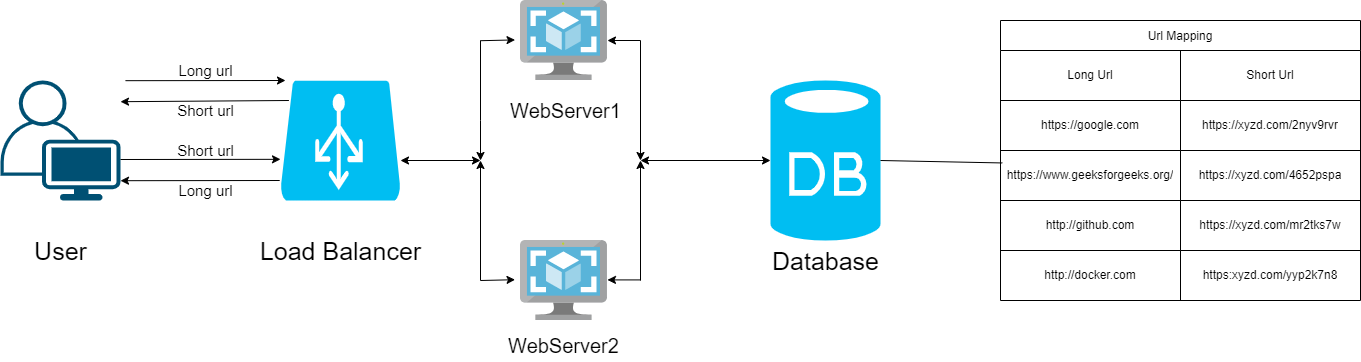 Long url
Short url
Short url
Long url
User
Load Balancer
WebServer1
WebServer2
DB
Database
Url Mapping
Long Url Short Url
https://google.com https://xyzd.com/2nyv9rvr
https://www.geeksforgeeks.org/ https://xyzd.com/4652pspa
http://github.com https://xyzd.com/mr2tks7w
http://docker.com https:xyzd.com/yyp2k7n8